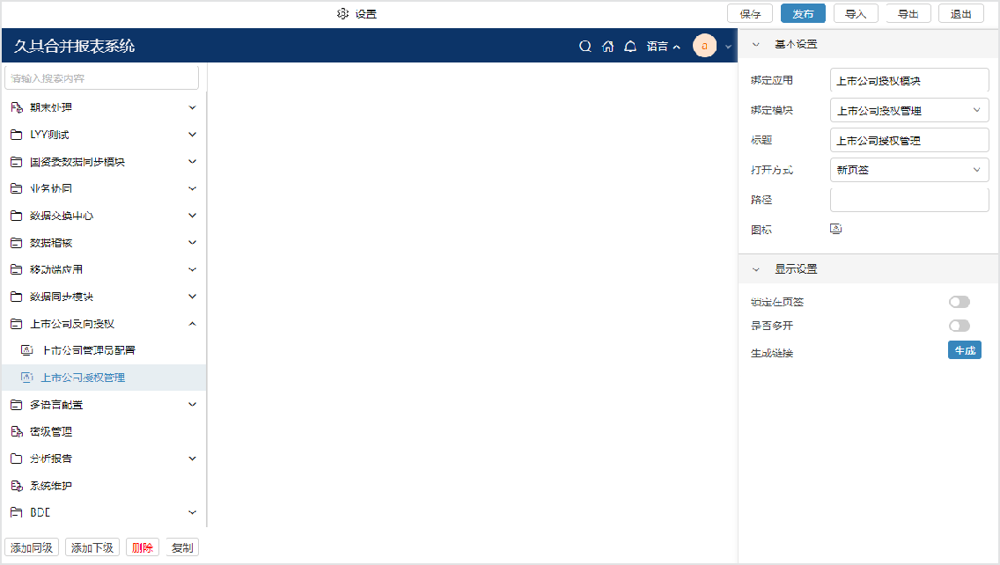 设置
保存
发布
导入
导出
退出
久其合并报表系统
语言
a
请输入搜索内容
期末处理
LYY测试
国资委数据同步模块
业务协同
数据交换中心
数据稽核
移动端应用
数据同步模块
上市公司反向授权
上市公司管理员配置
上市公司授权管理
多语言配置
密级管理
分析报告
系统维护
BDE
添加同级
添加下级
删除
复制
基本设置
绑定应用 上市公司授权模块
绑定模块 上市公司授权管理
标题 上市公司授权管理
打开方式 新页签
路径
图标
显示设置
锁定在页签
是否多开
生成链接 生成